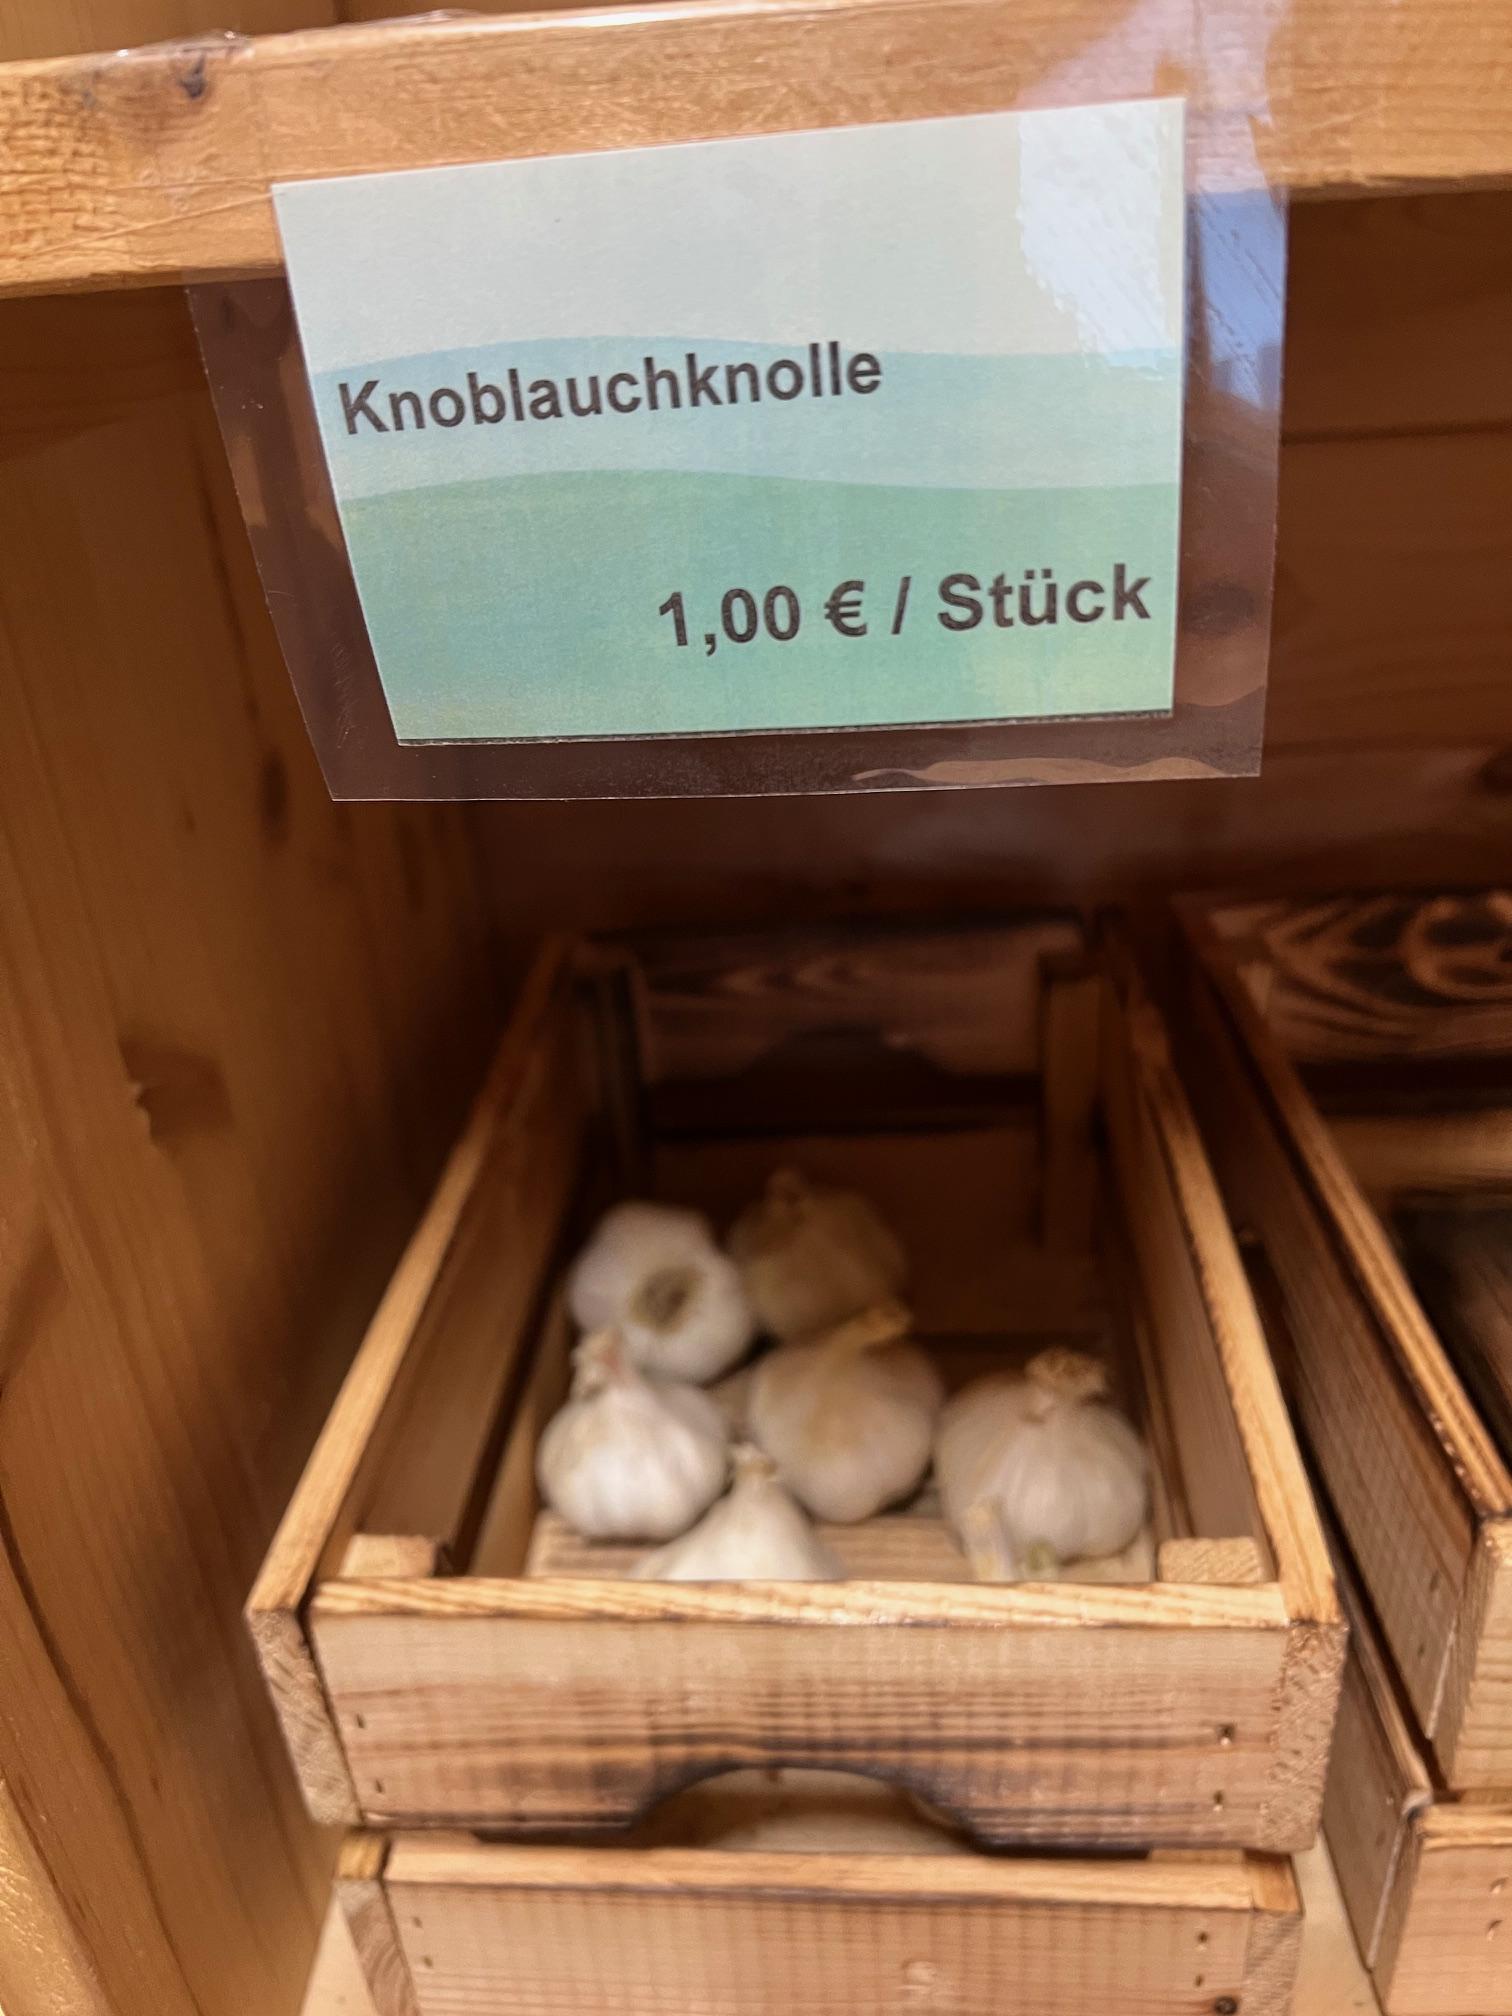 Knoblauchknolle
1,00 € / Stück